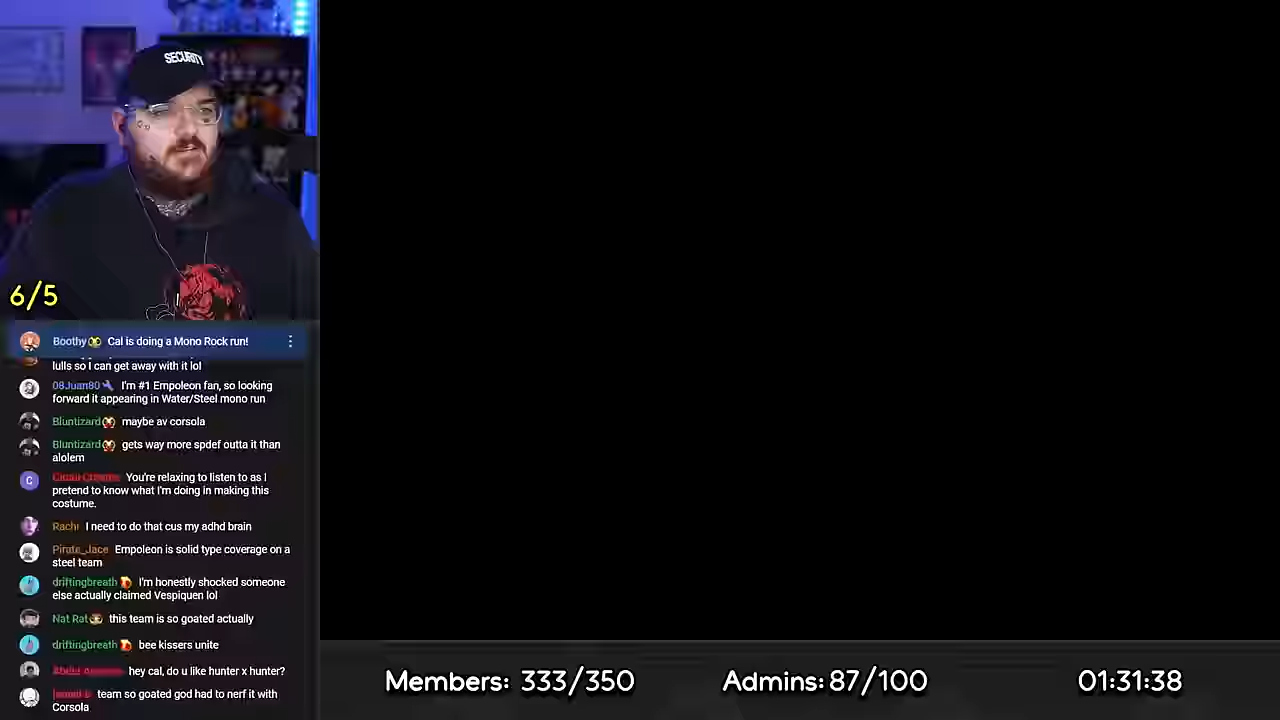 SECURITY
6/5
Boothy Cal is doing a Mono Rock run!
lulls so I can get away with it lol
08Juan80 I'm #1 Empoleon fan, so looking
forward it appearing in Water/Steel mono run
Bluntizard maybe av corsola
Bluntizard gets way more spdef outta it than
alolem
C You're relaxing to listen to as I
pretend to know what I'm doing in making this
costume.
Rachi I need to do that cus my adhd brain
Pirate_Jace Empoleon is solid type coverage on a
steel team
driftingbreath I'm honestly shocked someone
else actually claimed Vespiquen lol
Nat Rat this team is so goated actually
driftingbreath bee kissers unite
hey cal, do u like hunter x hunter?
team so goated god had to nerf it with
Corsola
Members: 333/350
Admins: 87/100
01:31:38